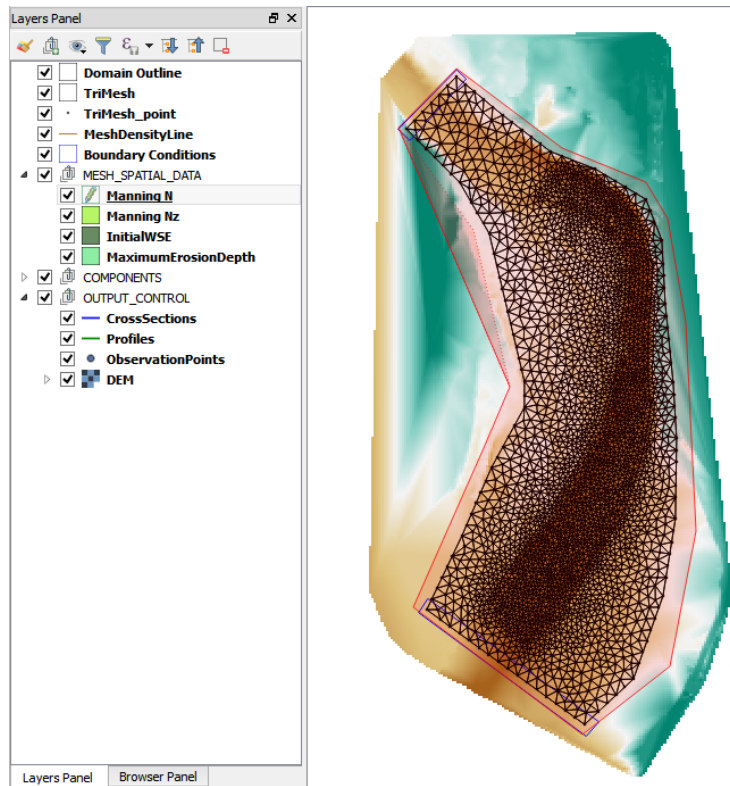 Layers Panel
Domain Outline
TriMesh
TriMesh_point
MeshDensityLine
Boundary Conditions
MESH_SPATIAL_DATA
Manning N
Manning Nz
InitialWSE
MaximumErosionDepth
COMPONENTS
OUTPUT_CONTROL
CrossSections
Profiles
ObservationPoints
DEM
Layers Panel Browser Panel